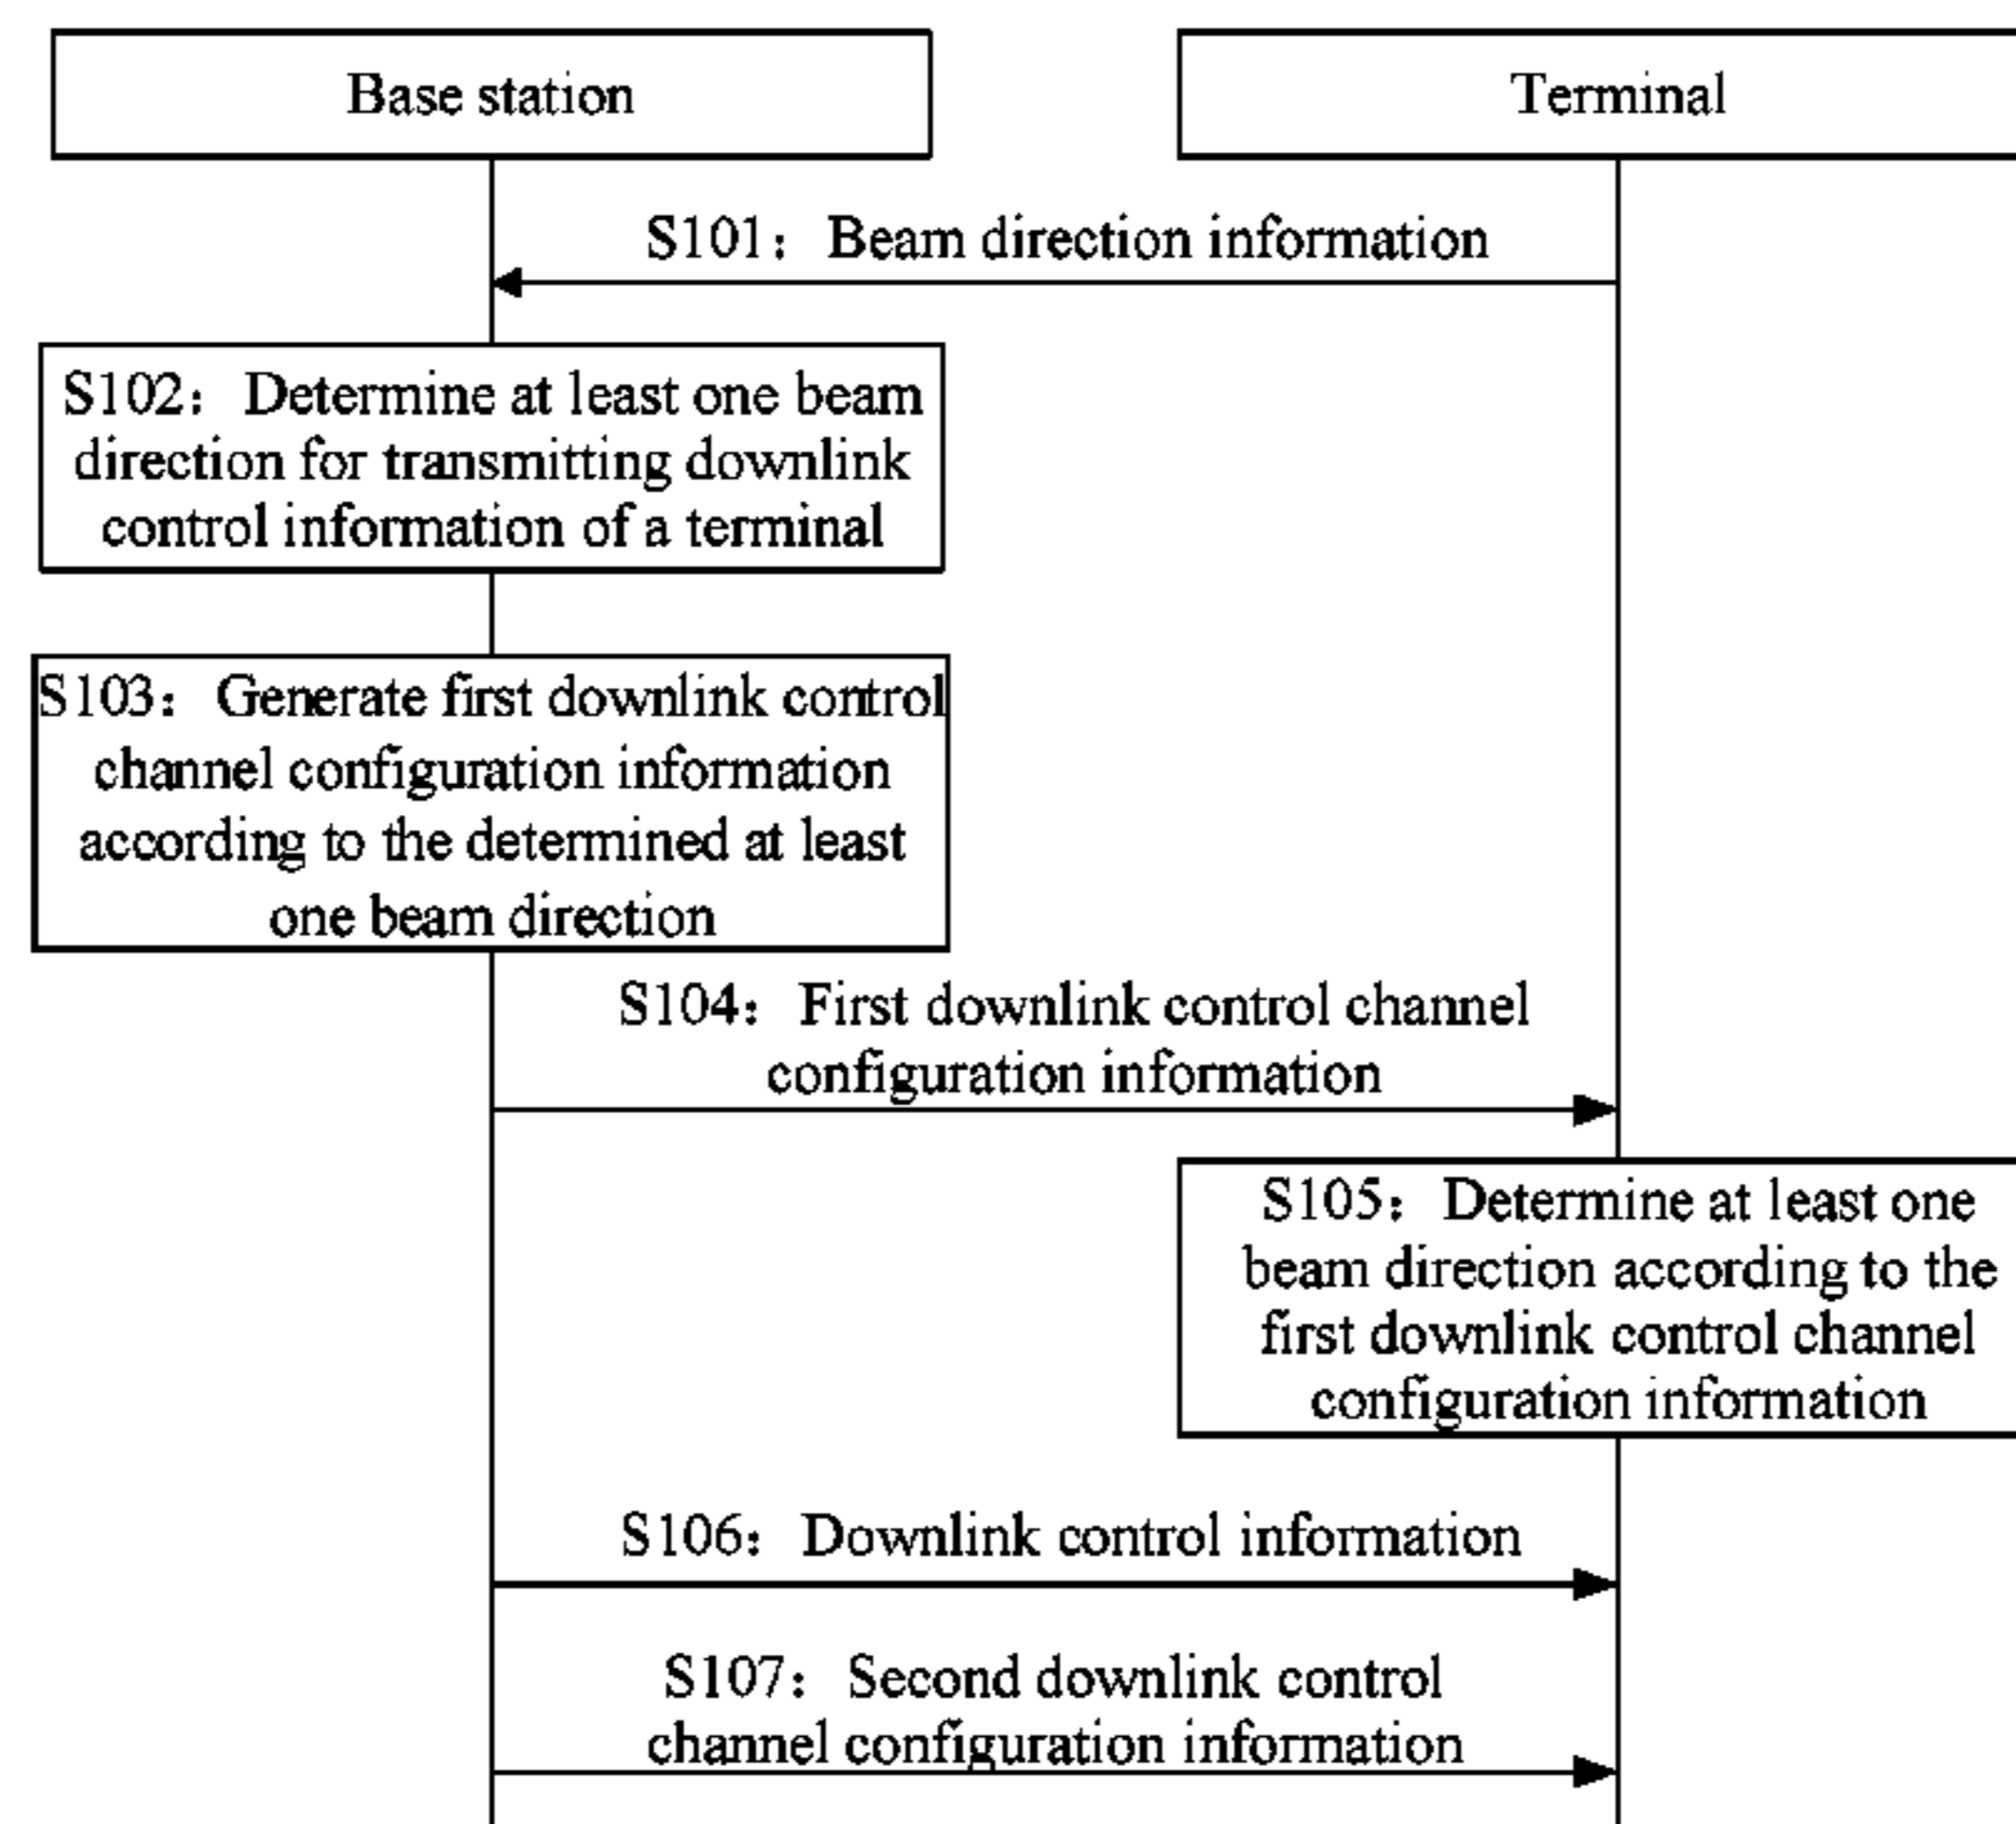 Base station
Terminal
S101： Beam direction information
S102： Determine at least one beam
direction for transmitting downlink
control information of a terminal
S103： Generate first downlink control
channel configuration information
according to the determined at least
one beam direction
S104： First downlink control channel
configuration information
S105： Determine at least one
beam direction according to the
first downlink control channel
configuration information
S106： Downlink control information
S107： Second downlink control
channel configuration information